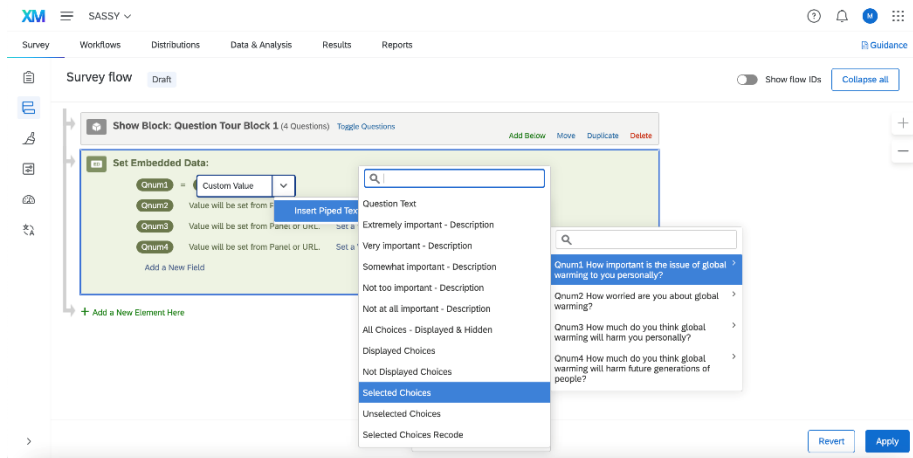 XM SASSY
M
Survey Workflows Distributions Data & Analysis Results Reports Guidance
Survey flow Draft Show flow IDs Collapse all
Show Block: Question Tour Block 1 (4 Questions) Toggle Questions
Add Below Move Duplicate Delete
Set Embedded Data:
Qnum1 = Custom Value
Qnum2 Value will be set from
Insert Piped Tex
Qnum3 Value will be set from Panel or URL. Set a
Qnum4 Value will be set from Panel or URL. Set a
Add a New Field
+ Add a New Element Here
Question Text
Extremely important - Description
Very important - Description
Somewhat important - Description
Not too important - Description
Not at all important - Description
All Choices - Displayed & Hidden
Displayed Choices
Not Displayed Choices
Selected Choices
Unselected Choices
Selected Choices Recode
Qnum1 How important is the issue of global
warming to you personally?
Qnum2 How worried are you about global
warming?
Qnum3 How much do you think global
warming will harm you personally?
Qnum4 How much do you think global
warming will harm future generations of
people?
Revert Apply